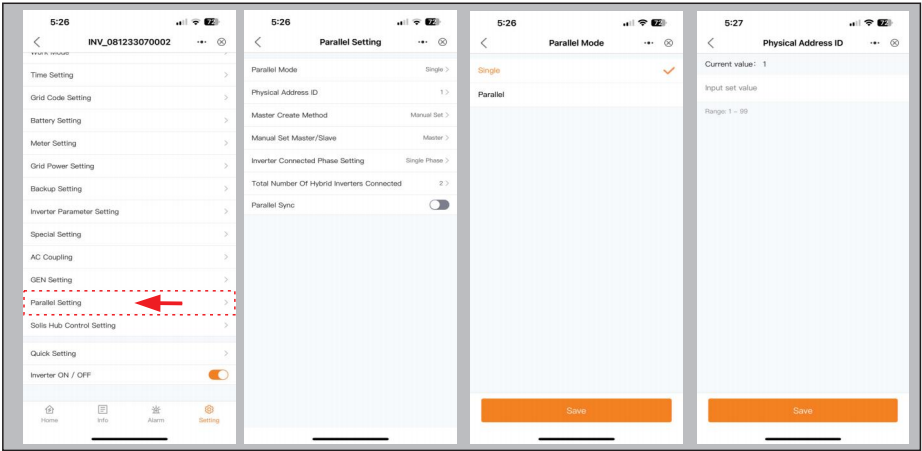 5:26
72
INV_081233070002
Work Mode
Time Setting
Grid Code Setting
Battery Setting
Meter Setting
Grid Power Setting
Backup Setting
Inverter Parameter Setting
Special Setting
AC Coupling
GEN Setting
Parallel Setting
Solis Hub Control Setting
Quick Setting
Inverter ON / OFF
Home Info Alarm Setting
5:26
72
Parallel Setting
Parallel Mode Single
Physical Address ID 1
Master Create Method Manual Set
Manual Set Master/Slave Master
Inverter Connected Phase Setting Single Phase
Total Number Of Hybrid Inverters Connected 2
Parallel Sync
5:26
72
Parallel Mode
Single
Parallel
Save
5:27
72
Physical Address ID
Current value: 1
Input set value
Range: 1 - 99
Save